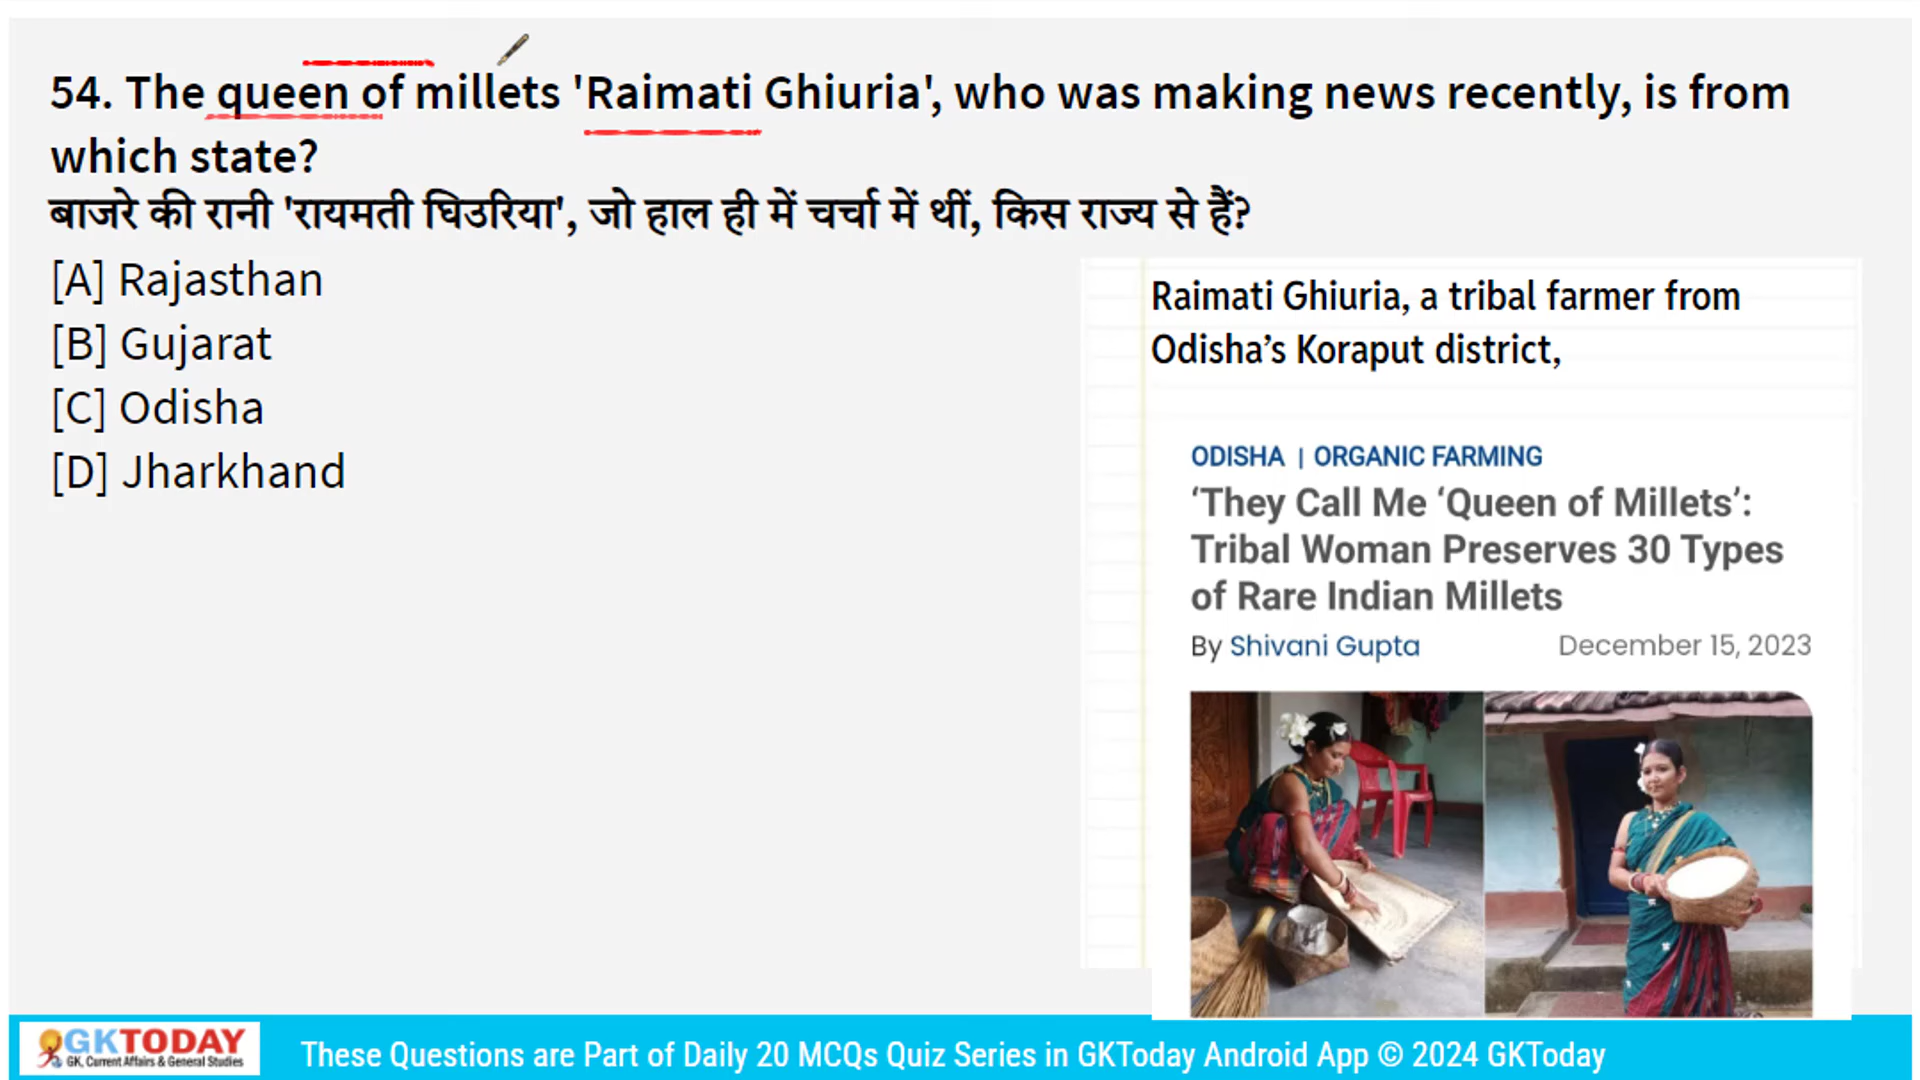 54. The queen of millets 'Raimati Ghiuria', who was making news recently, is from
which state?
बाजरे की रानी 'रायमती घिउरिया', जो हाल ही में चर्चा में थीं, किस राज्य से हैं?
[A] Rajasthan
[B] Gujarat
[C] Odisha
[D] Jharkhand
Raimati Ghiuria, a tribal farmer from
Odisha’s Koraput district,
ODISHA | ORGANIC FARMING
‘They Call Me ‘Queen of Millets’:
Tribal Woman Preserves 30 Types
of Rare Indian Millets
By Shivani Gupta December 15, 2023
GKTODAY
GK, Current Affairs & General Studies
These Questions are Part of Daily 20 MCQs Quiz Series in GKToday Android App © 2024 GKToday